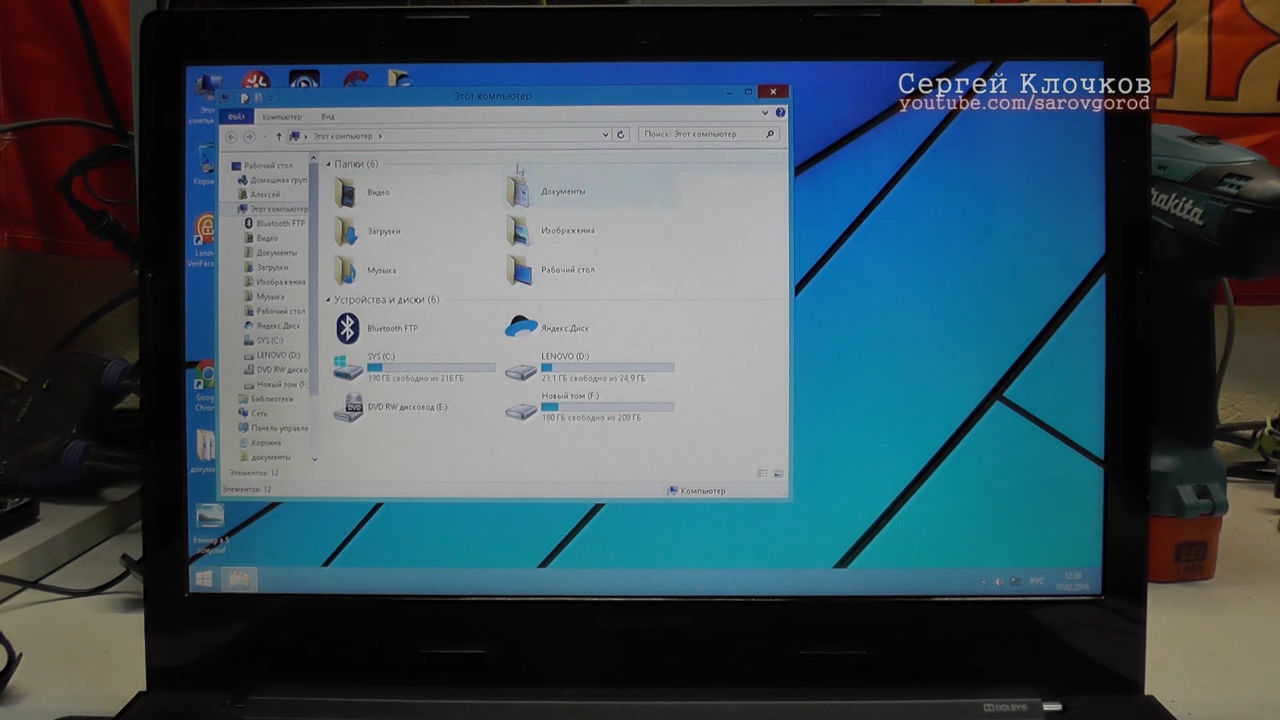 Сергей Клочков
youtube.com/sarovgorod
Этот компьютер
Файл
Компьютер
Вид
Этот компьютер
Поиск: Этот компьютер
Рабочий стол
Домашняя груп
Алексей
Этот компьютер
Bluetooth FTP
Видео
Документы
Загрузки
Изображения
Музыка
Рабочий стол
Яндекс.Диск
SYS (C:)
LENOVO (D:)
DVD RW диско
Новый том (F:
Библиотеки
Сеть
Панель управле
Корзина
документы
Папки (6)
Видео
Документы
Загрузки
Изображения
Музыка
Рабочий стол
Устройства и диски (6)
Bluetooth FTP
Яндекс.Диск
SYS (C:)
190 ГБ свободно из 216 ГБ
LENOVO (D:)
23,1 ГБ свободно из 24,9 ГБ
DVD RW дисковод (E:)
Новый том (F:)
180 ГБ свободно из 208 ГБ
Элементов: 12
Элементов: 12
Компьютер
РУС
12:38
makita
DOLBY